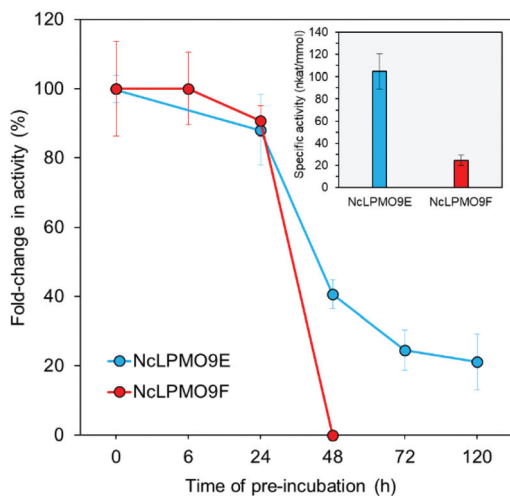 120
100
80
60
40
20
0
Fold-change in activity (%)
NcLPMO9E
NcLPMO9F
0 6 24 48 72 120
Time of pre-incubation (h)
Specific activity (nkat/mmol)
140
120
100
80
60
40
20
0
NcLPMO9E NcLPMO9F